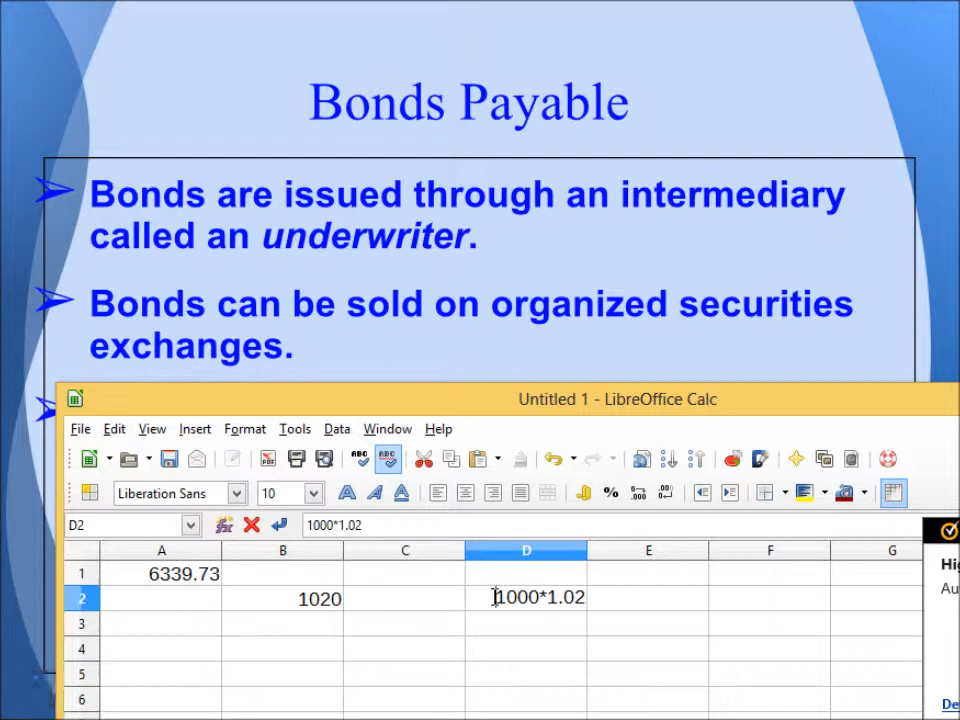 Bonds Payable
➢ Bonds are issued through an intermediary
called an underwriter.
➢ Bonds can be sold on organized securities
exchanges.
Untitled 1 - LibreOffice Calc
File Edit View Insert Format Tools Data Window Help
Liberation Sans 10
D2 1000*1.02
A B C D E F G
1 6339.73
2 1020 1000*1.02
3
4
5
6
Au